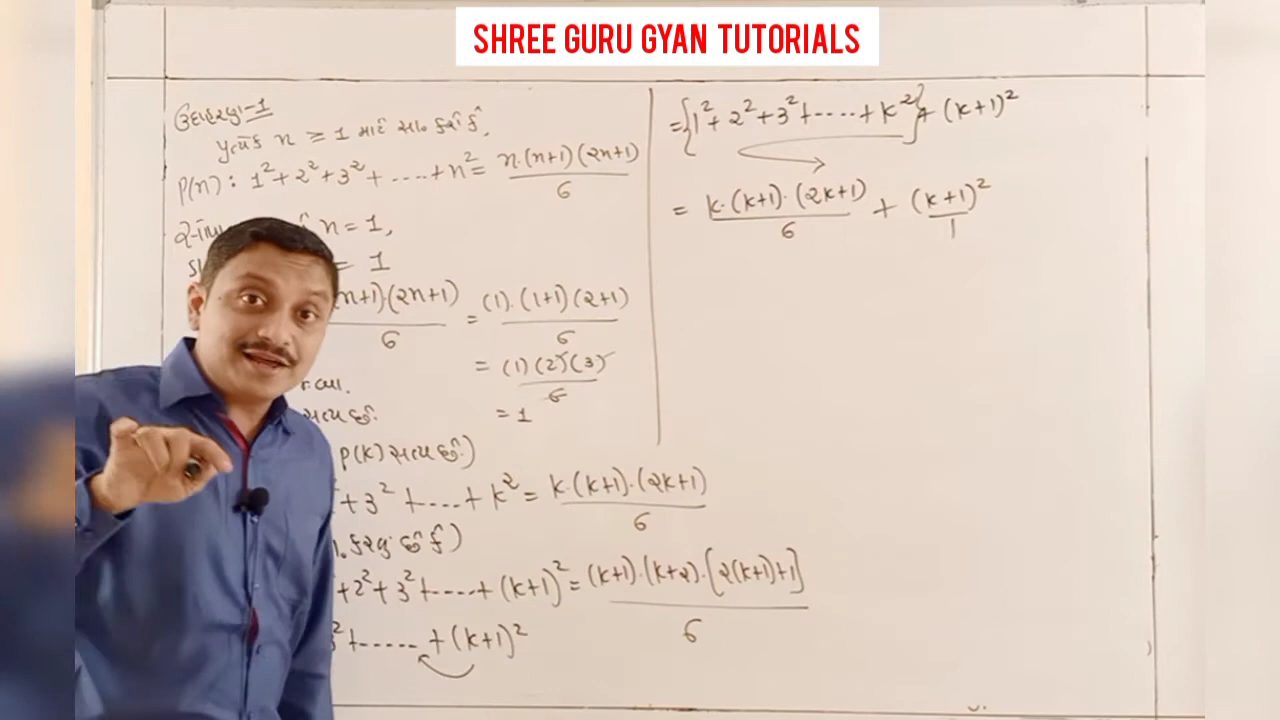 SHREE GURU GYAN TUTORIALS
ઉદાહરણ-1
પ્રત્યેક n ≥ 1 માટે સાબિત કરો કે,
P(n) : 1² + 2² + 3² + ..... + n² = n.(n+1)(2n+1) / 6
n = 1,
= 1
(n+1).(2n+1) / 6 = (1).(1+1)(2+1) / 6
= (1)(2)(3) / 6
સત્ય છે. = 1
P(k) સત્ય છે.)
+ 3² + .... + k² = k.(k+1).(2k+1) / 6
કરવું છે કે)
+ 2² + 3² + ..... + (k+1)² = (k+1).(k+2).[2(k+1)+1] / 6
² + ...... + (k+1)²
= {1² + 2² + 3² + ..... + k²} + (k+1)²
= k.(k+1).(2k+1) / 6 + (k+1)² / 1